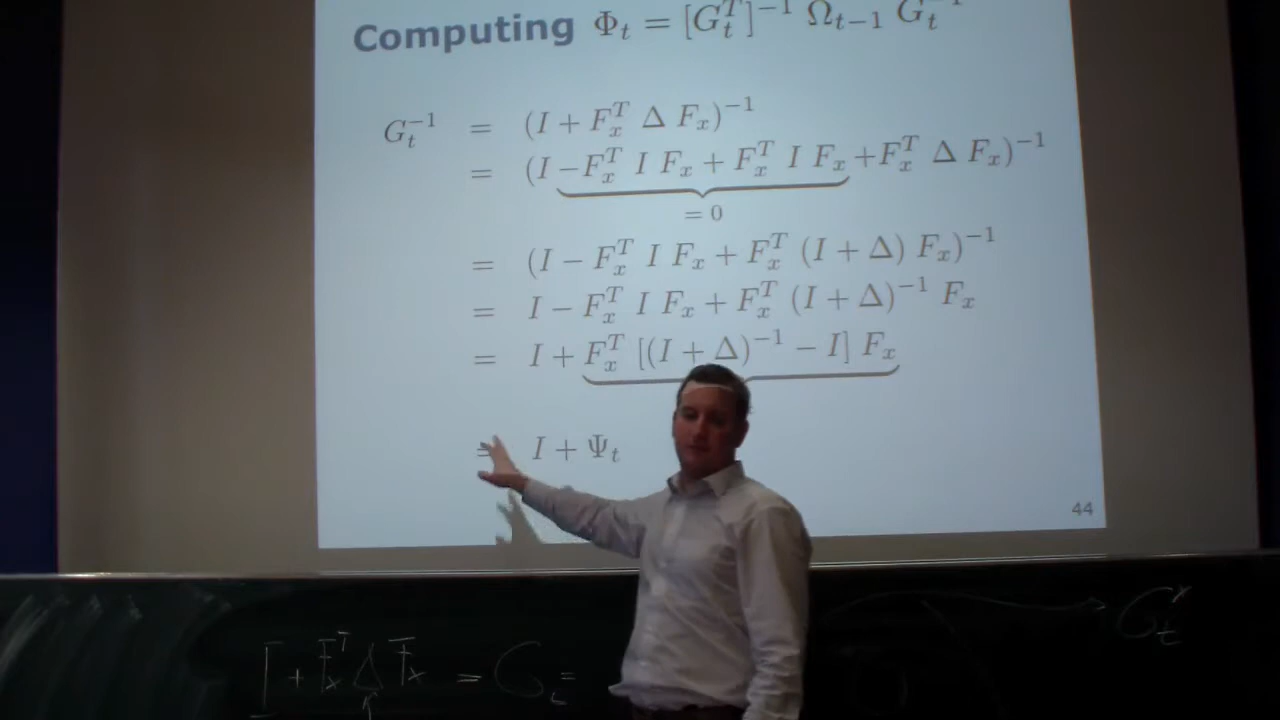 Computing Φ_t = [G_t^T]^{-1} Ω_{t-1} G_t^{-1}
G_t^{-1} = (I + F_x^T Δ F_x)^{-1}
= (I − F_x^T I F_x + F_x^T I F_x + F_x^T Δ F_x)^{-1}
= 0
= (I − F_x^T I F_x + F_x^T (I + Δ) F_x)^{-1}
= I − F_x^T I F_x + F_x^T (I + Δ)^{-1} F_x
= I + F_x^T [(I + Δ)^{-1} − I] F_x
= I + Ψ_t
44
G_t^x
I + F_x^T Δ F_x = G_t =